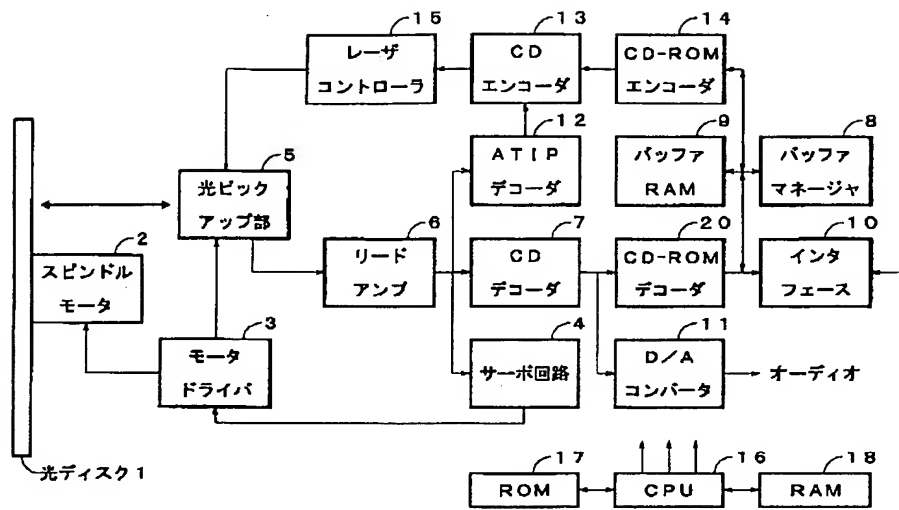 15
レーザ
コントローラ
13
CD
エンコーダ
14
CD-ROM
エンコーダ
5
光ピック
アップ部
12
ATIP
デコーダ
9
バッファ
RAM
8
バッファ
マネージャ
2
スピンドル
モータ
6
リード
アンプ
7
CD
デコーダ
20
CD-ROM
デコーダ
10
インタ
フェース
3
モータ
ドライバ
4
サーボ回路
11
D/A
コンバータ
オーディオ
光ディスク1
17
ROM
16
CPU
18
RAM